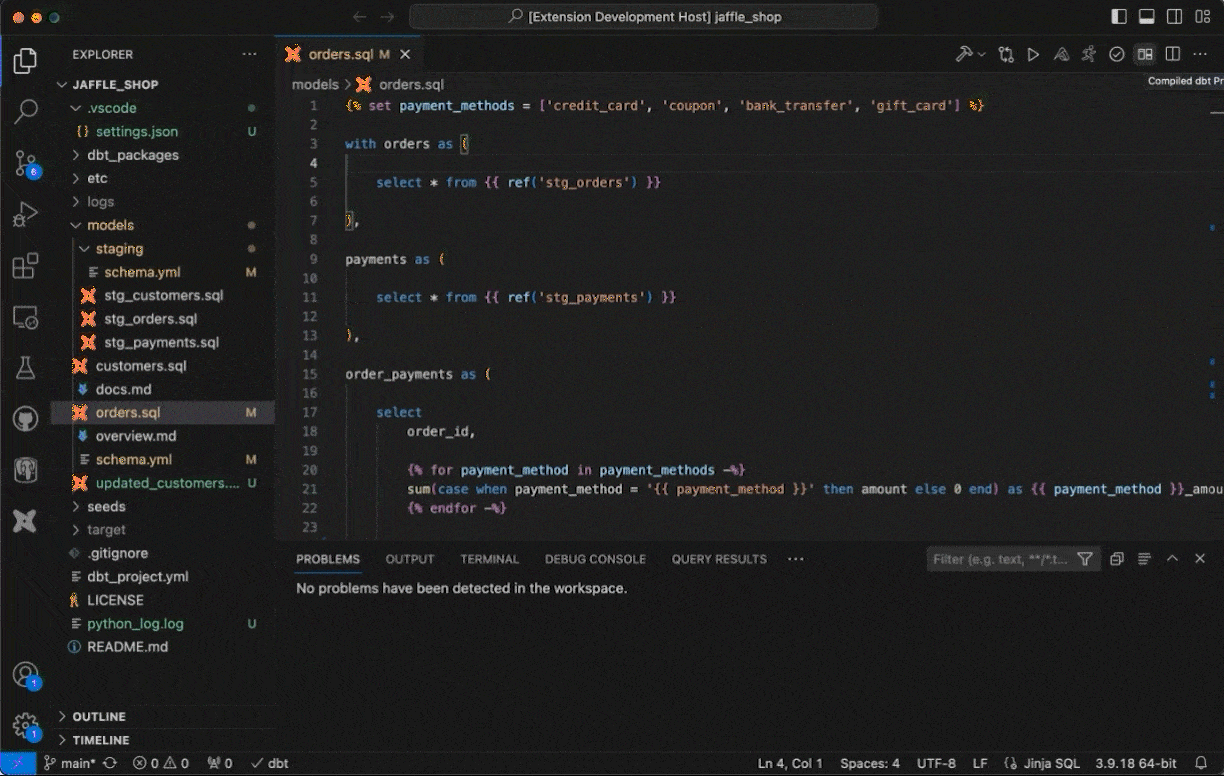 [Extension Development Host] jaffle_shop
EXPLORER
JAFFLE_SHOP
.vscode
settings.json U
dbt_packages
etc
logs
models
staging
schema.yml M
stg_customers.sql
stg_orders.sql
stg_payments.sql
customers.sql
docs.md
orders.sql M
overview.md
schema.yml M
updated_customers.... U
seeds
target
.gitignore
dbt_project.yml
LICENSE
python_log.log U
README.md
OUTLINE
TIMELINE
6
1
1
orders.sql M
Compiled dbt Pr
models > orders.sql
1 {% set payment_methods = ['credit_card', 'coupon', 'bank_transfer', 'gift_card'] %}
2
3 with orders as (
4
5 select * from {{ ref('stg_orders') }}
6
7 ),
8
9 payments as (
10
11 select * from {{ ref('stg_payments') }}
12
13 ),
14
15 order_payments as (
16
17 select
18 order_id,
19
20 {% for payment_method in payment_methods -%}
21 sum(case when payment_method = '{{ payment_method }}' then amount else 0 end) as {{ payment_method }}_amou
22 {% endfor -%}
23
PROBLEMS OUTPUT TERMINAL DEBUG CONSOLE QUERY RESULTS ...
Filter (e.g. text, **/*.t...
No problems have been detected in the workspace.
main* 0 0 0 dbt
Ln 4, Col 1 Spaces: 4 UTF-8 LF Jinja SQL 3.9.18 64-bit